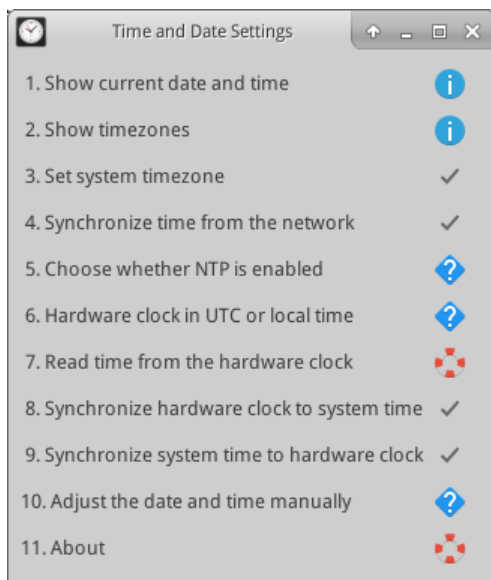 Time and Date Settings
1. Show current date and time
2. Show timezones
3. Set system timezone
4. Synchronize time from the network
5. Choose whether NTP is enabled
6. Hardware clock in UTC or local time
7. Read time from the hardware clock
8. Synchronize hardware clock to system time
9. Synchronize system time to hardware clock
10. Adjust the date and time manually
11. About